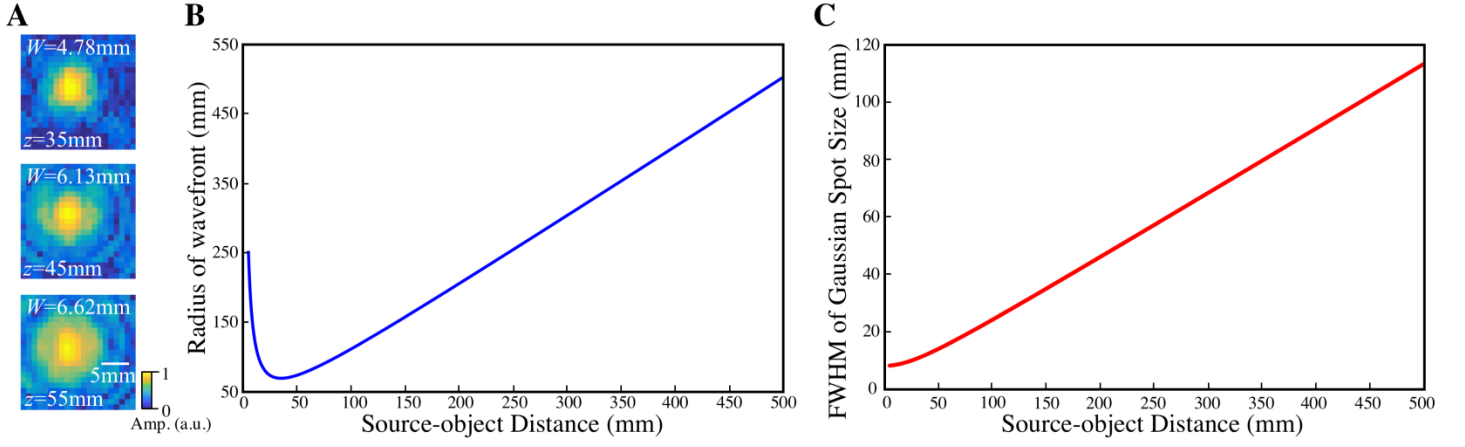 A
W=4.78mm
z=35mm
W=6.13mm
z=45mm
W=6.62mm
5mm
z=55mm
1
0
Amp. (a.u.)
B
Radius of wavefront (mm)
550
450
350
250
150
50
0 50 100 150 200 250 300 350 400 450 500
Source-object Distance (mm)
C
FWHM of Gaussian Spot Size (mm)
120
100
80
60
40
20
0
0 50 100 150 200 250 300 350 400 450 500
Source-object Distance (mm)